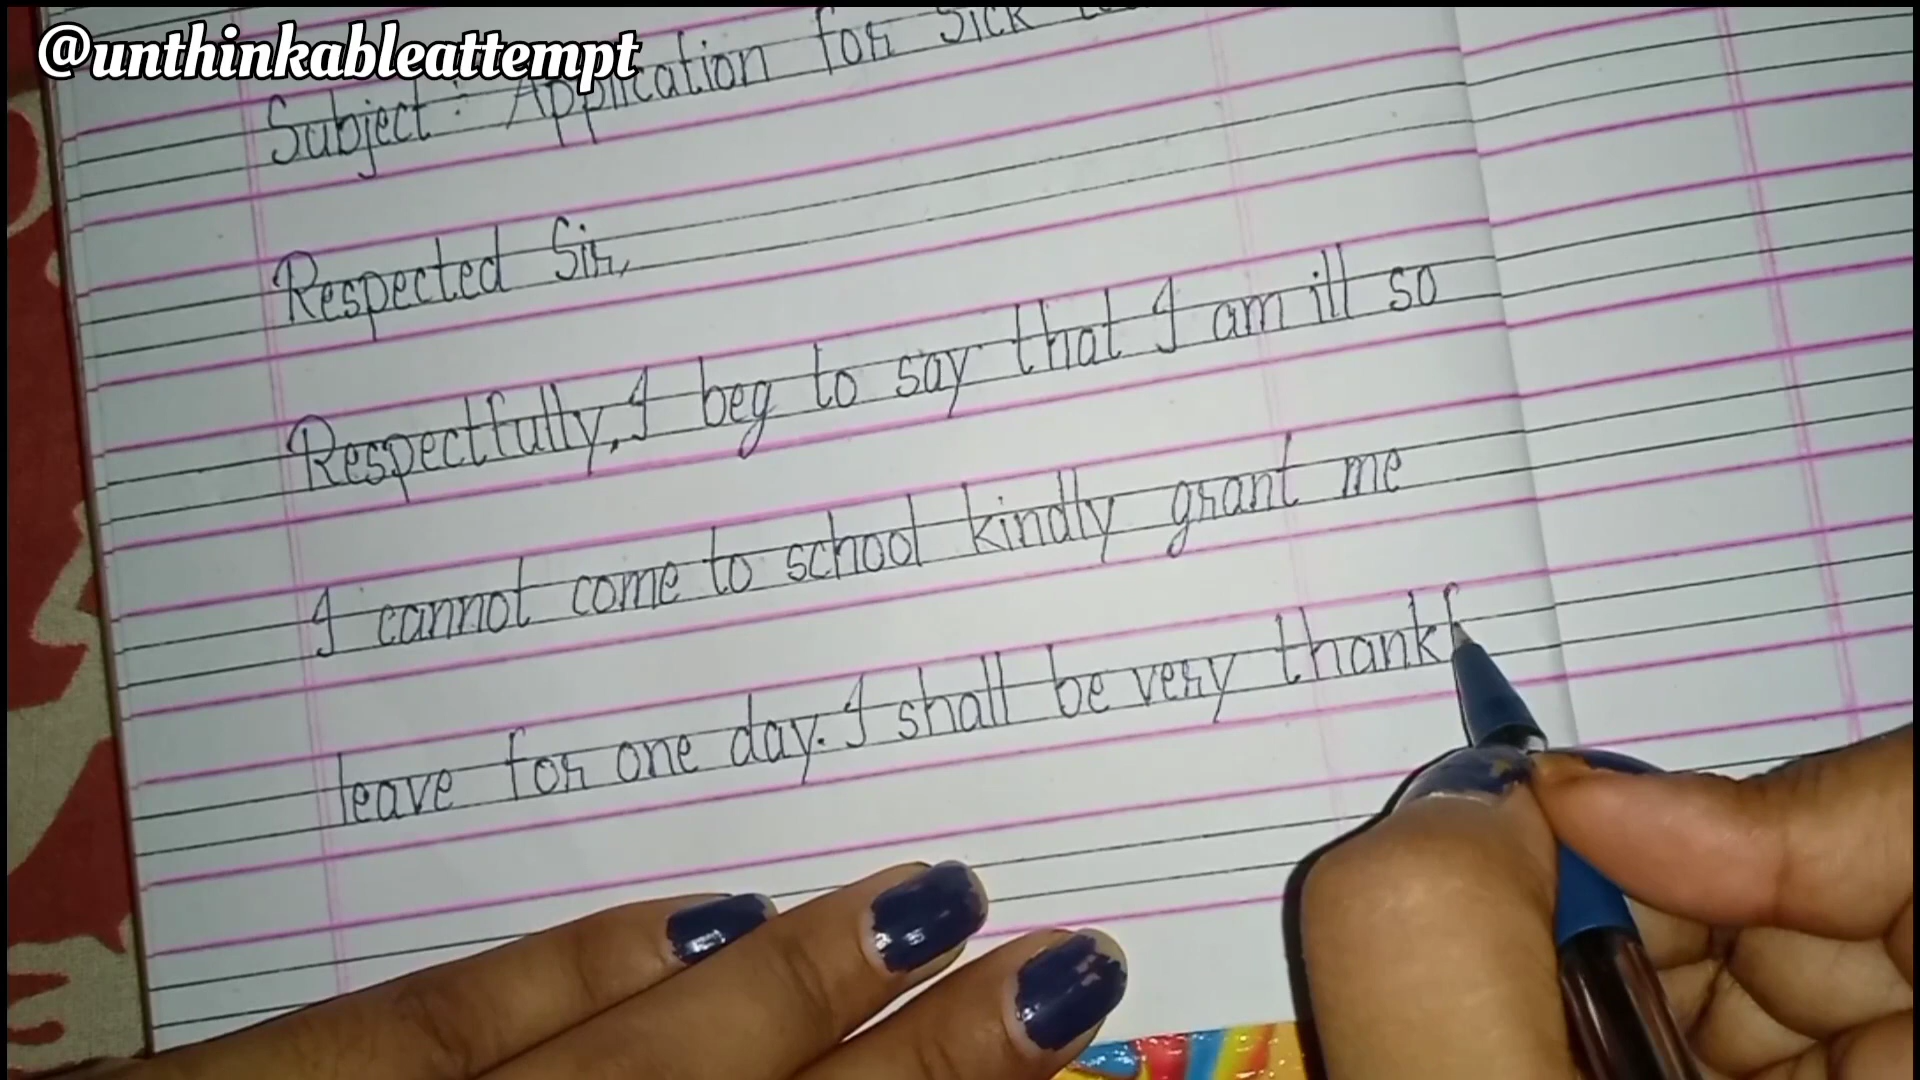 @unthinkableattempt
Subject : Application for Sick
Respected Sir,
Respectfully, I beg to say that I am ill so
I cannot come to school kindly grant me
leave for one day. I shall be very thankf